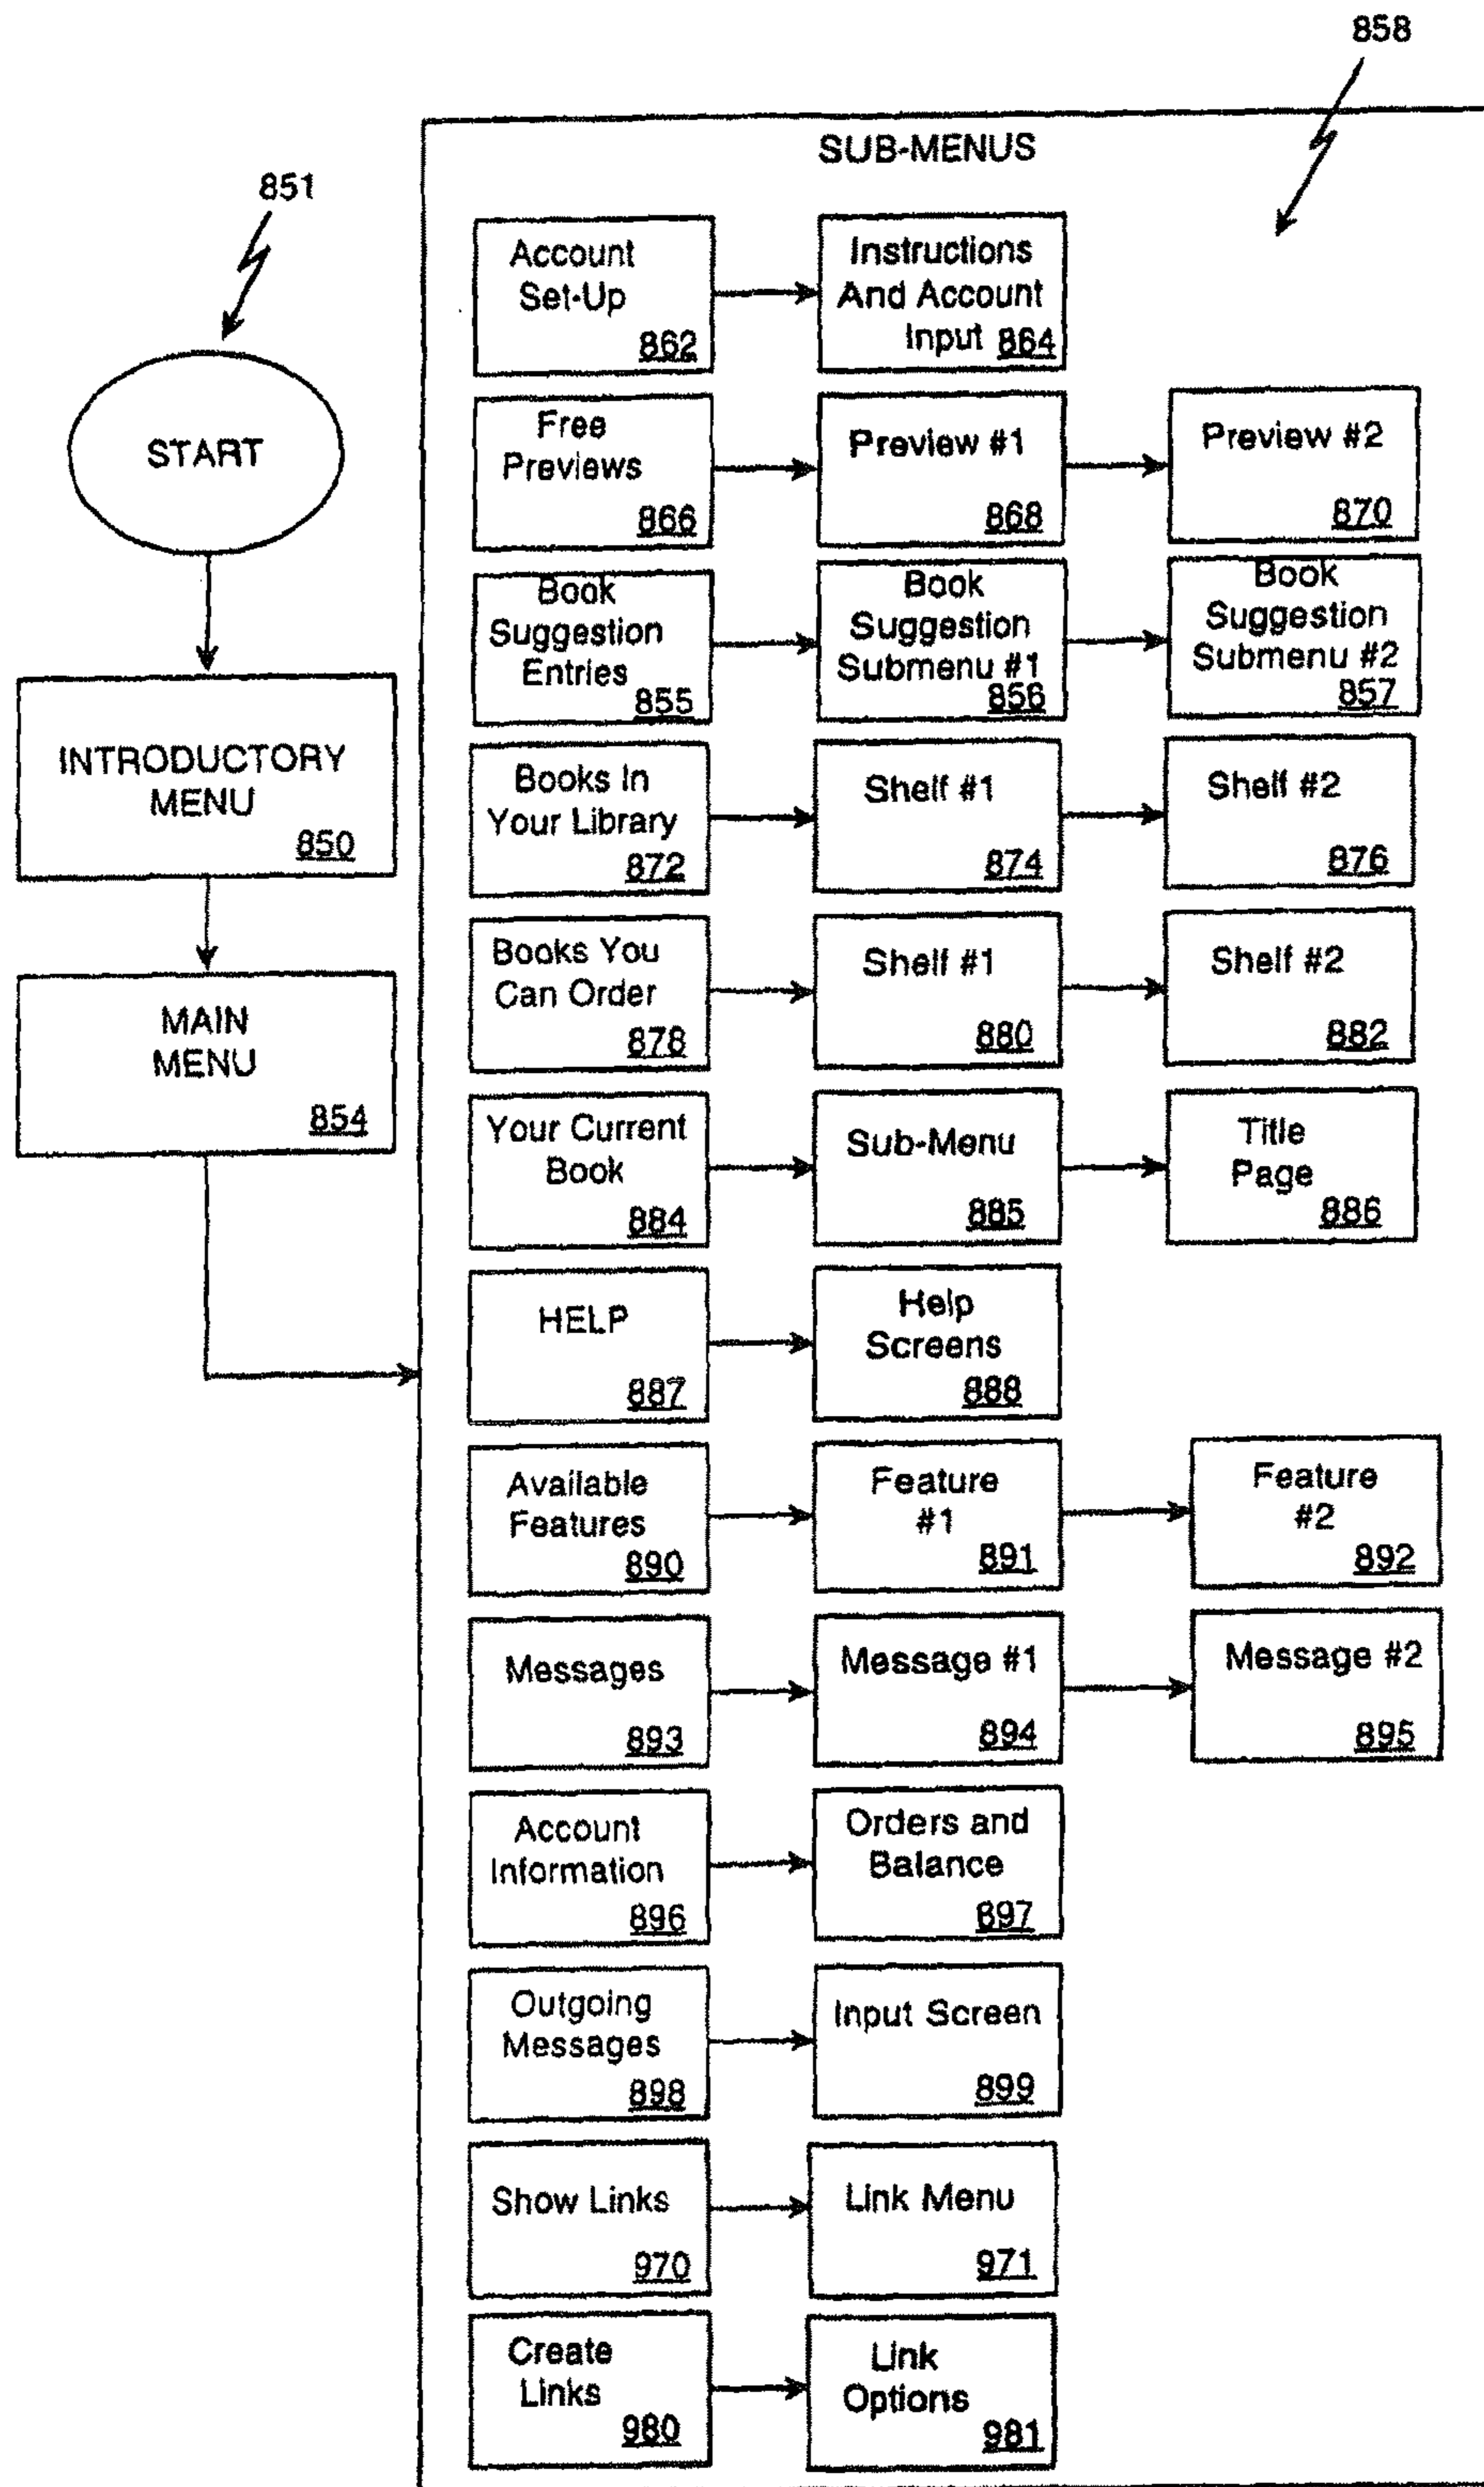 858
SUB-MENUS
851
START
INTRODUCTORY
MENU
850
MAIN
MENU
854
Account
Set-Up
862
Instructions
And Account
Input 864
Free
Previews
866
Preview #1
868
Preview #2
870
Book
Suggestion
Entries
855
Book
Suggestion
Submenu #1
856
Book
Suggestion
Submenu #2
857
Books In
Your Library
872
Shelf #1
874
Shelf #2
876
Books You
Can Order
878
Shelf #1
880
Shelf #2
882
Your Current
Book
884
Sub-Menu
885
Title
Page
886
HELP
887
Help
Screens
888
Available
Features
890
Feature
#1
891
Feature
#2
892
Messages
893
Message #1
894
Message #2
895
Account
Information
896
Orders and
Balance
897
Outgoing
Messages
898
Input Screen
899
Show Links
970
Link Menu
971
Create
Links
980
Link
Options
981